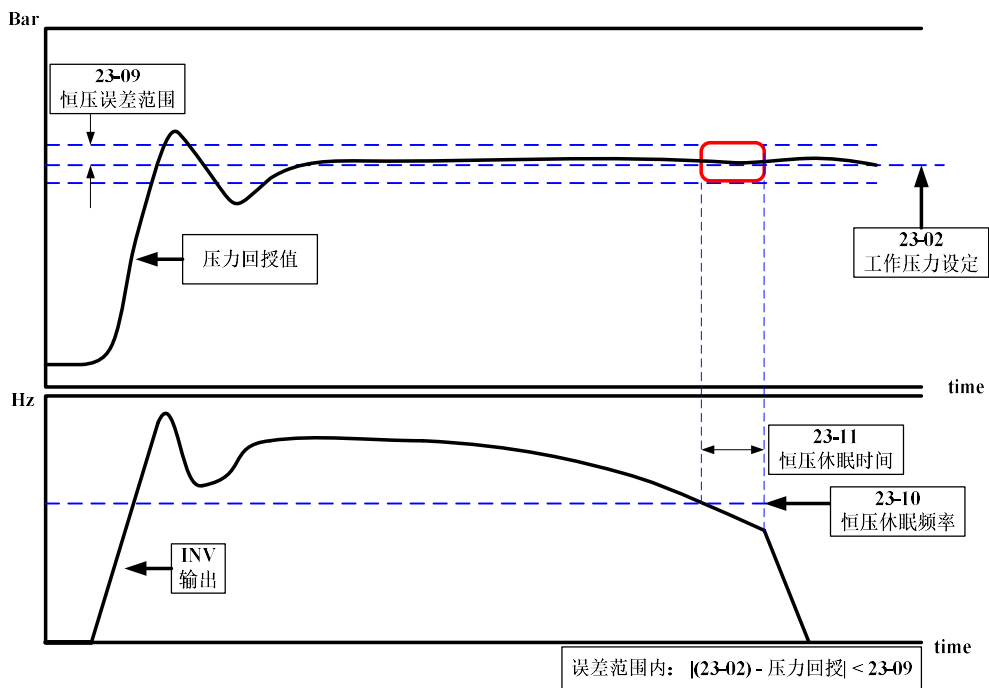 Bar
23-09
恒压误差范围
压力回授值
23-02
工作压力设定
time
Hz
23-11
恒压休眠时间
23-10
恒压休眠频率
INV
输出
time
误差范围内: |(23-02) - 压力回授| < 23-09